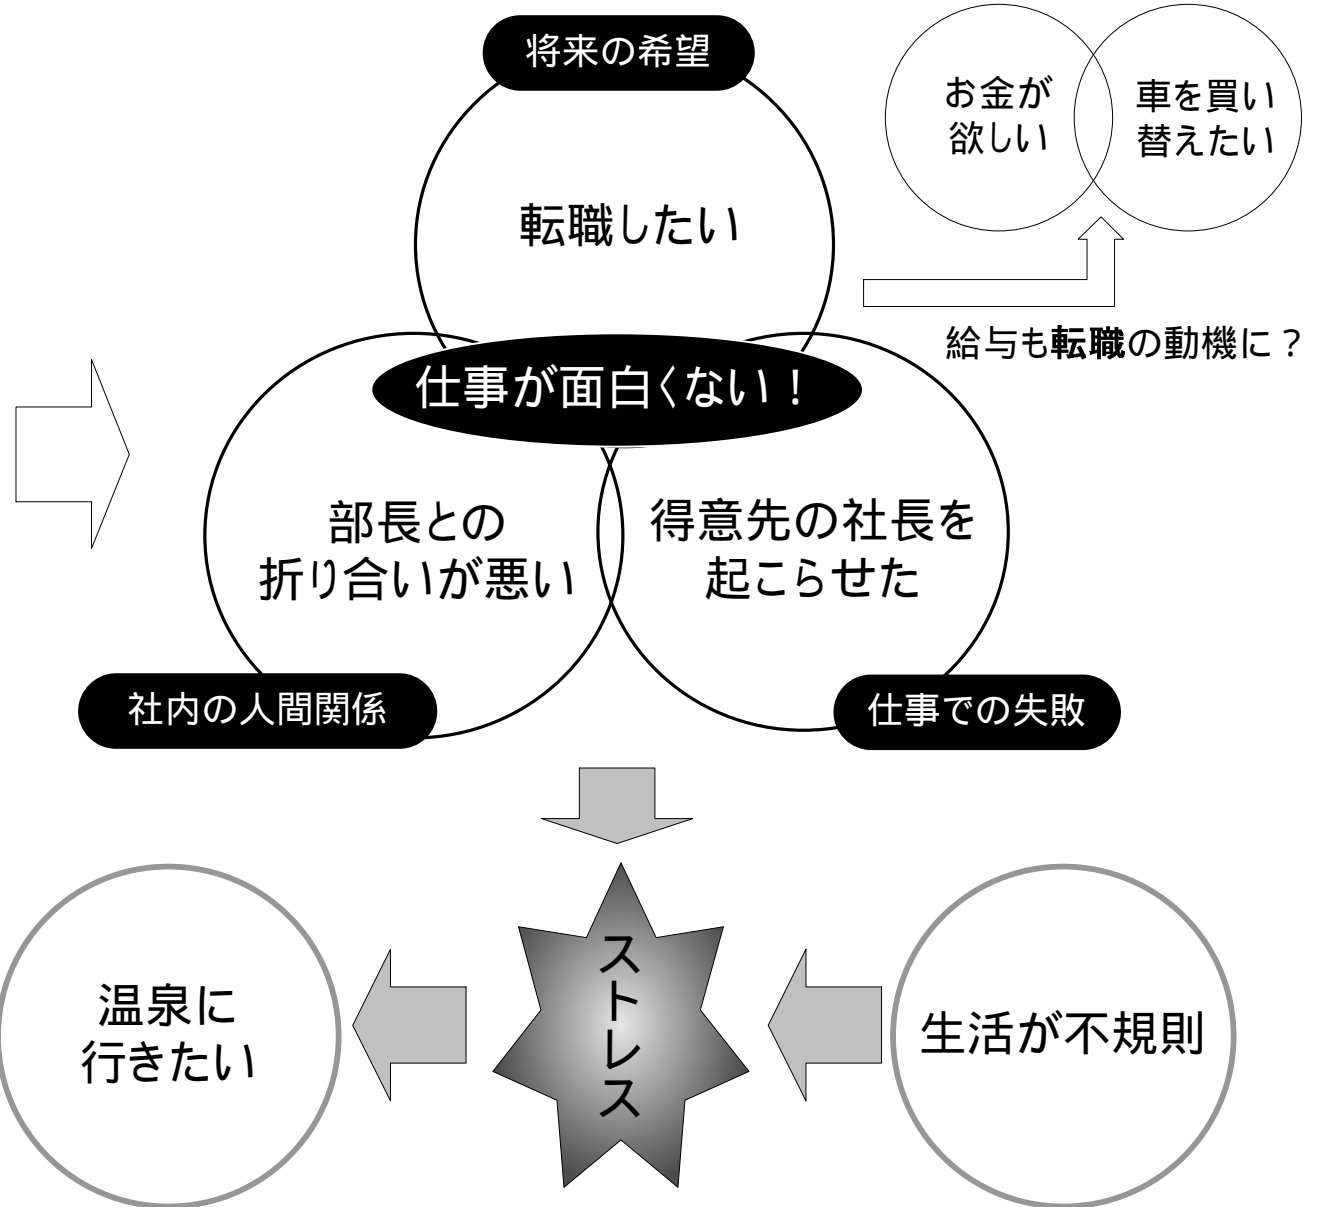 将来の希望
お金が
欲しい
車を買い
替えたい
転職したい
給与も転職の動機に？
仕事が面白くない！
部長との
折り合いが悪い
得意先の社長を
起こらせた
社内の人間関係
仕事での失敗
ストレス
温泉に
行きたい
生活が不規則